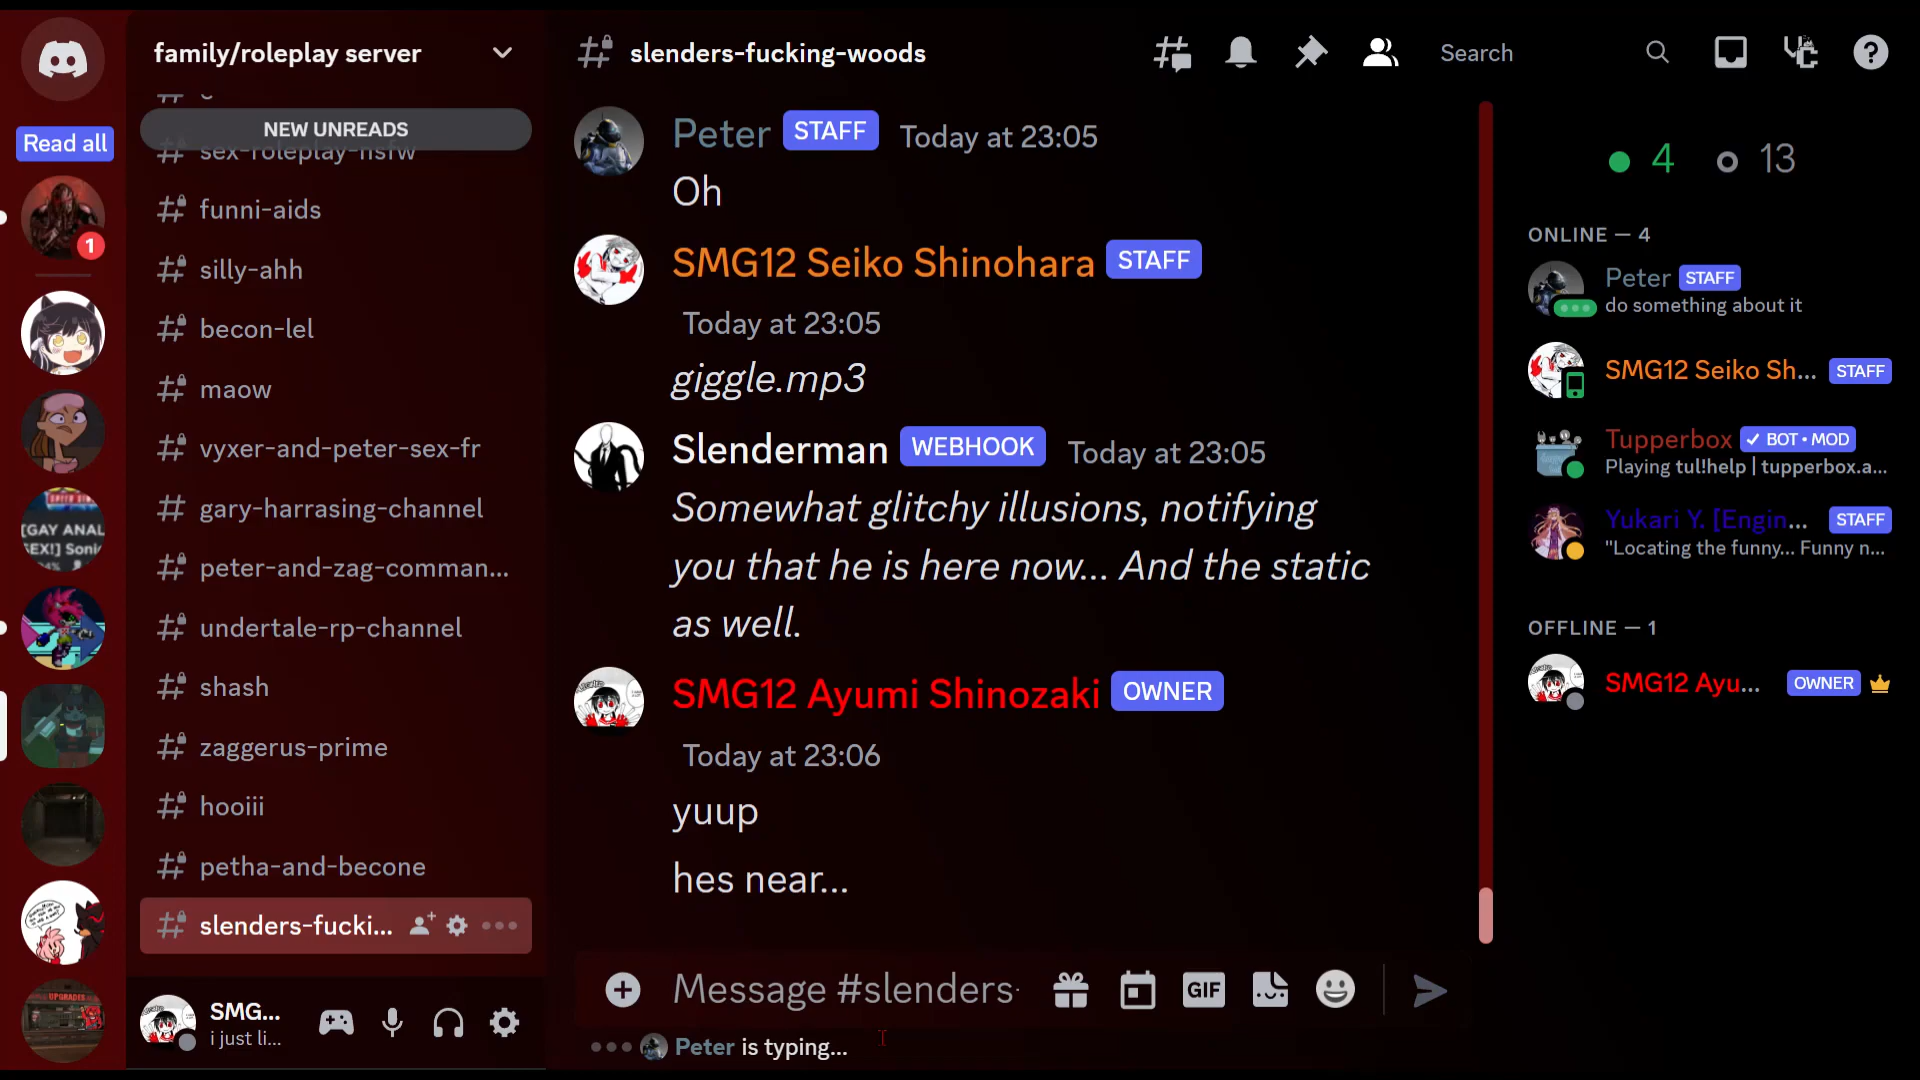 family/roleplay server
slenders-fucking-woods
Search
Read all
NEW UNREADS
sex-roleplay-nsfw
funni-aids
silly-ahh
becon-lel
maow
vyxer-and-peter-sex-fr
gary-harrasing-channel
peter-and-zag-comman...
undertale-rp-channel
shash
zaggerus-prime
hooiii
petha-and-becone
slenders-fucki...
1
[GAY ANAL
SEX!] Soni
UPGRADES
SMG...
i just li...
Peter STAFF Today at 23:05
Oh
SMG12 Seiko Shinohara STAFF
Today at 23:05
giggle.mp3
Slenderman WEBHOOK Today at 23:05
Somewhat glitchy illusions, notifying
you that he is here now... And the static
as well.
SMG12 Ayumi Shinozaki OWNER
Today at 23:06
yuup
hes near...
Message #slenders
GIF
Peter is typing...
4 13
ONLINE — 4
Peter STAFF
do something about it
SMG12 Seiko Sh... STAFF
Tupperbox ✓ BOT • MOD
Playing tul!help | tupperbox.a...
Yukari Y. [Engin... STAFF
"Locating the funny... Funny n...
OFFLINE — 1
SMG12 Ayu... OWNER